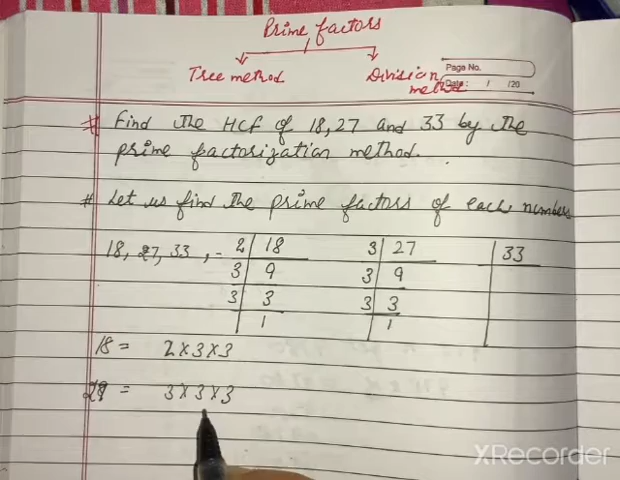 Prime factors
Tree method
Division method
Page No.
Date : / /20
# Find the HCF of 18, 27 and 33 by the
prime factorization method.
# Let us find the prime factors of each numbers
18, 27, 33, -
2 | 18
3 | 9
3 | 3
1
3 | 27
3 | 9
3 | 3
1
33
18 = 2 x 3 x 3
= 3 x 3 x 3
XRecorder